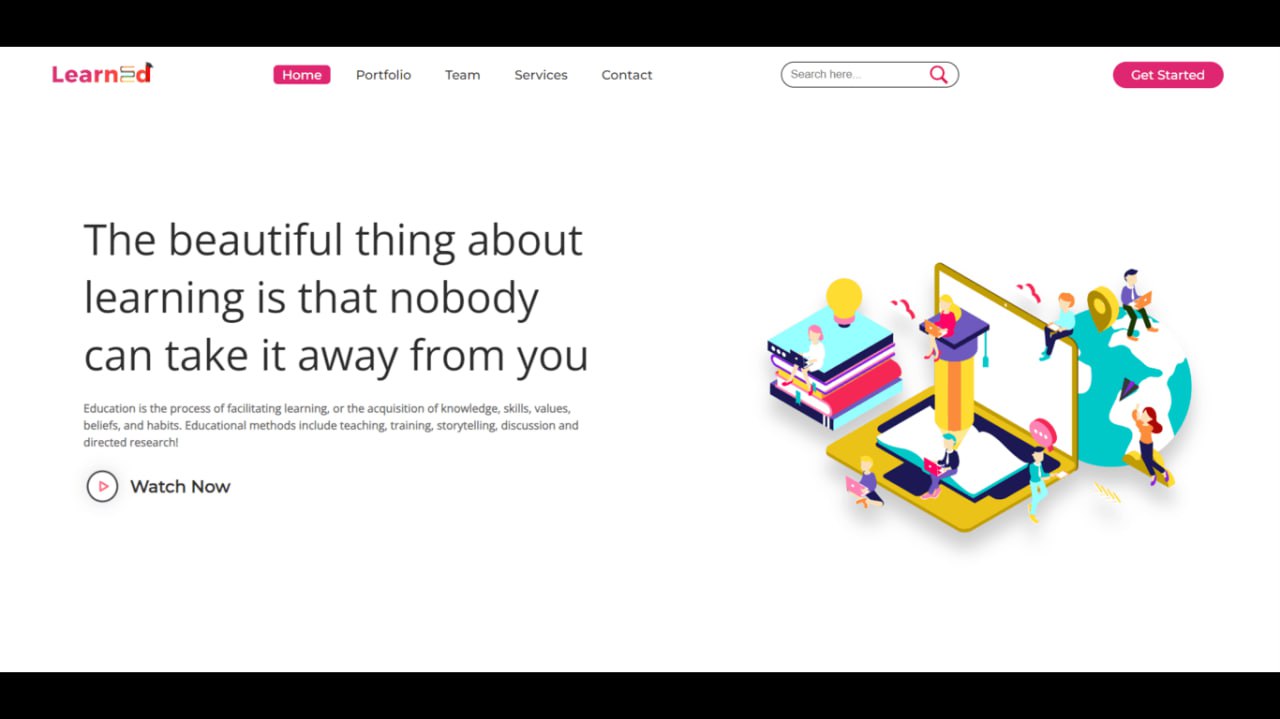 LearnEd
Home
Portfolio
Team
Services
Contact
Search here...
Get Started
The beautiful thing about
learning is that nobody
can take it away from you
Education is the process of facilitating learning, or the acquisition of knowledge, skills, values,
beliefs, and habits. Educational methods include teaching, training, storytelling, discussion and
directed research!
Watch Now